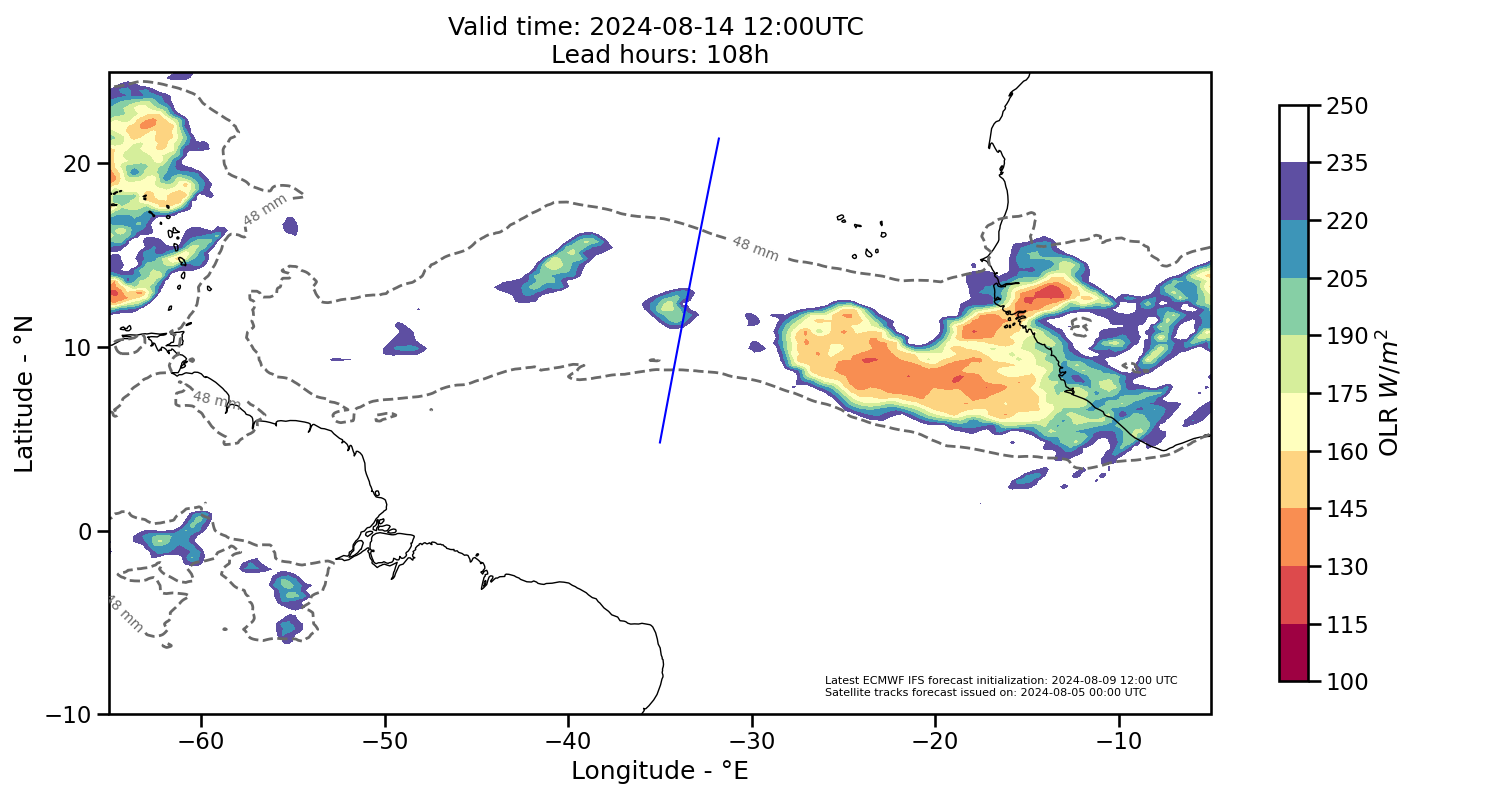 Valid time: 2024-08-14 12:00UTC
Lead hours: 108h
Latitude - °N
20
10
0
−10
−60
−50
−40
−30
−20
−10
Longitude - °E
48 mm
48 mm
48 mm
48 mm
Latest ECMWF IFS forecast initialization: 2024-08-09 12:00 UTC
Satellite tracks forecast issued on: 2024-08-05 00:00 UTC
250
235
220
205
190
175
160
145
130
115
100
OLR W/m²